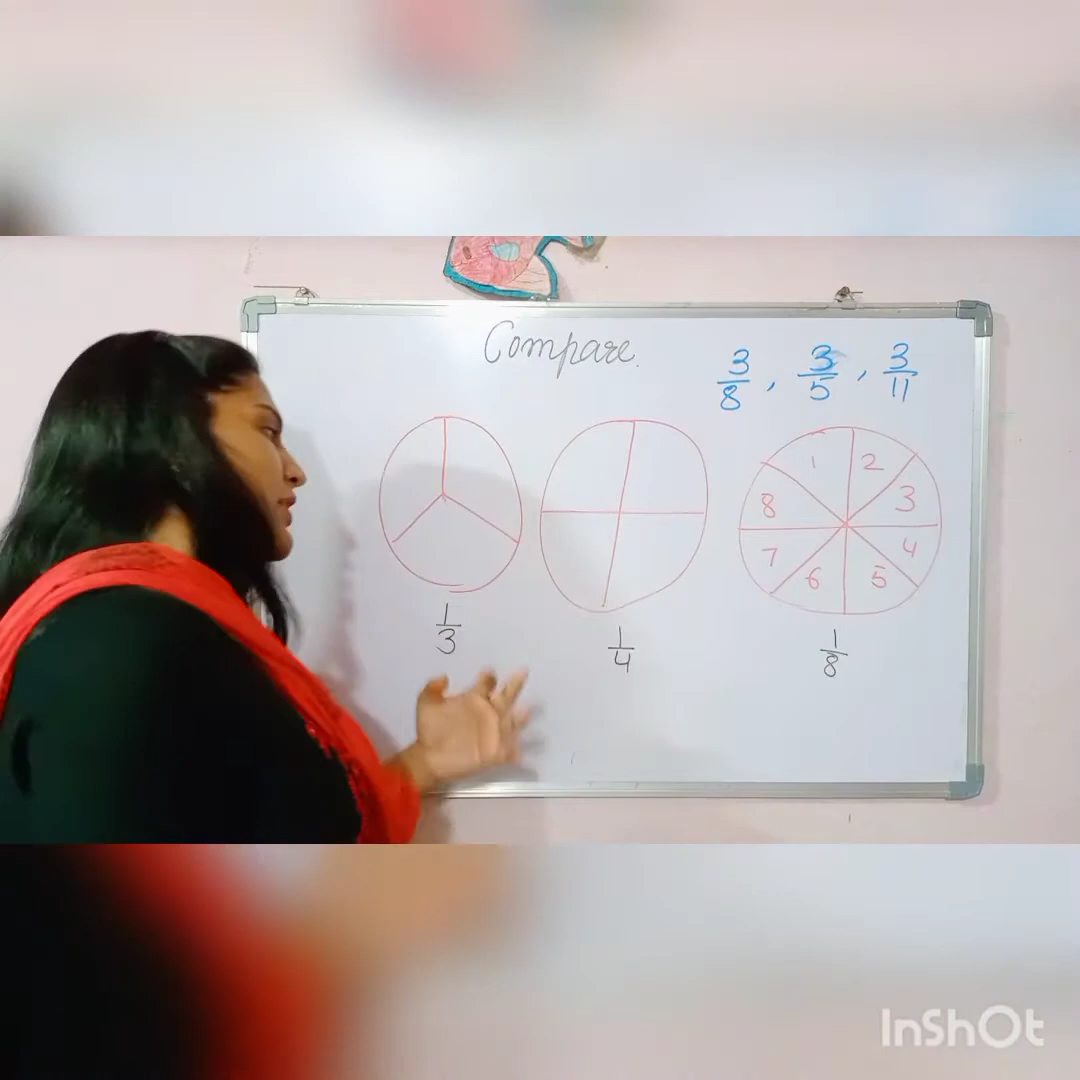 Compare.
3/8, 3/5, 3/11
1 2
8 3
7 4
6 5
1/3 1/4 1/8
InShOt